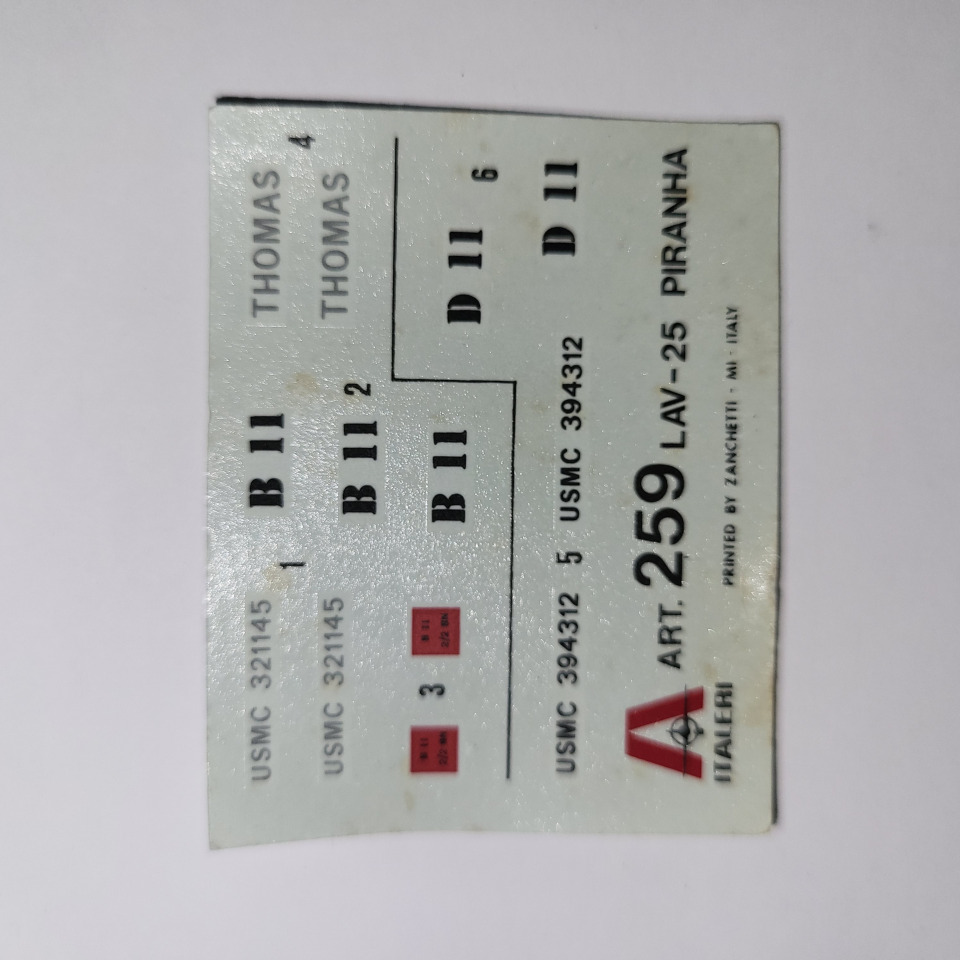 USMC 321145 1 B 11 THOMAS 4
USMC 321145 B 11 2 THOMAS
3 B 11 D 11 6
USMC 394312 5 USMC 394312 D 11
ART. 259 LAV-25 PIRANHA
ITALERI PRINTED BY ZANCHETTI - MI - ITALY